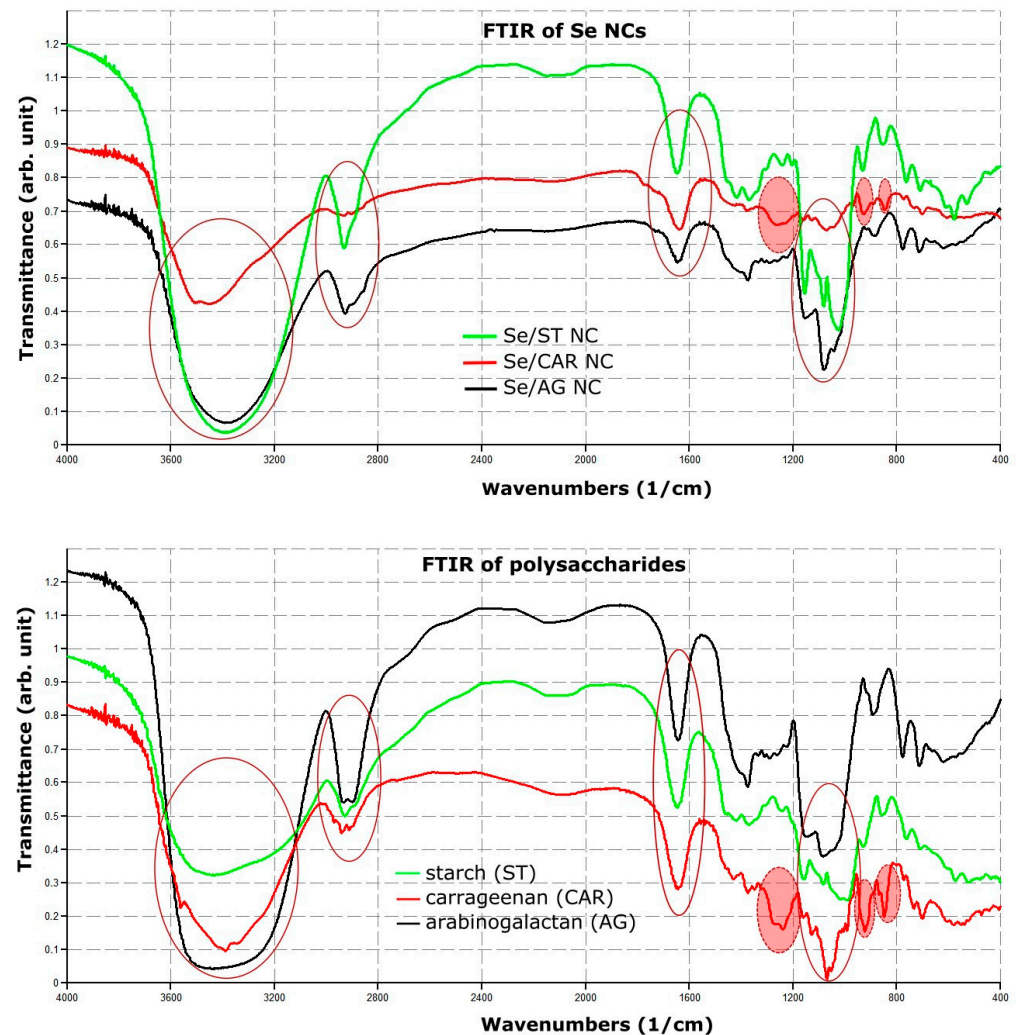 FTIR of Se NCs
Transmittance (arb. unit)
1.2
1.1
1
0.9
0.8
0.7
0.6
0.5
0.4
0.3
0.2
0.1
0
Se/ST NC
Se/CAR NC
Se/AG NC
4000 3600 3200 2800 2400 2000 1600 1200 800 400
Wavenumbers (1/cm)
FTIR of polysaccharides
Transmittance (arb. unit)
1.2
1.1
1
0.9
0.8
0.7
0.6
0.5
0.4
0.3
0.2
0.1
0
starch (ST)
carrageenan (CAR)
arabinogalactan (AG)
4000 3600 3200 2800 2400 2000 1600 1200 800 400
Wavenumbers (1/cm)